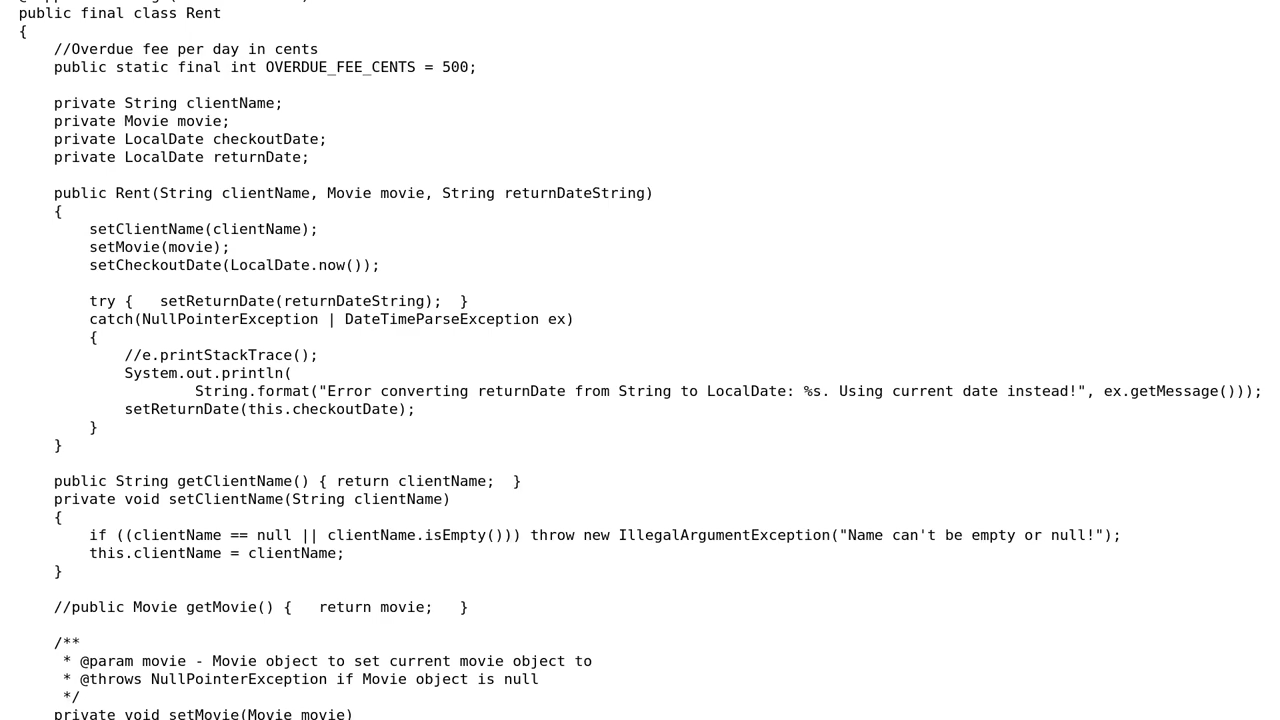 public final class Rent
{
//Overdue fee per day in cents
public static final int OVERDUE_FEE_CENTS = 500;
private String clientName;
private Movie movie;
private LocalDate checkoutDate;
private LocalDate returnDate;
public Rent(String clientName, Movie movie, String returnDateString)
{
setClientName(clientName);
setMovie(movie);
setCheckoutDate(LocalDate.now());
try {   setReturnDate(returnDateString);  }
catch(NullPointerException | DateTimeParseException ex)
{
//e.printStackTrace();
System.out.println(
String.format("Error converting returnDate from String to LocalDate: %s. Using current date instead!", ex.getMessage()));
setReturnDate(this.checkoutDate);
}
}
public String getClientName() { return clientName;  }
private void setClientName(String clientName)
{
if ((clientName == null || clientName.isEmpty())) throw new IllegalArgumentException("Name can't be empty or null!");
this.clientName = clientName;
}
//public Movie getMovie() {   return movie;   }
/**
* @param movie - Movie object to set current movie object to
* @throws NullPointerException if Movie object is null
*/
private void setMovie(Movie movie)